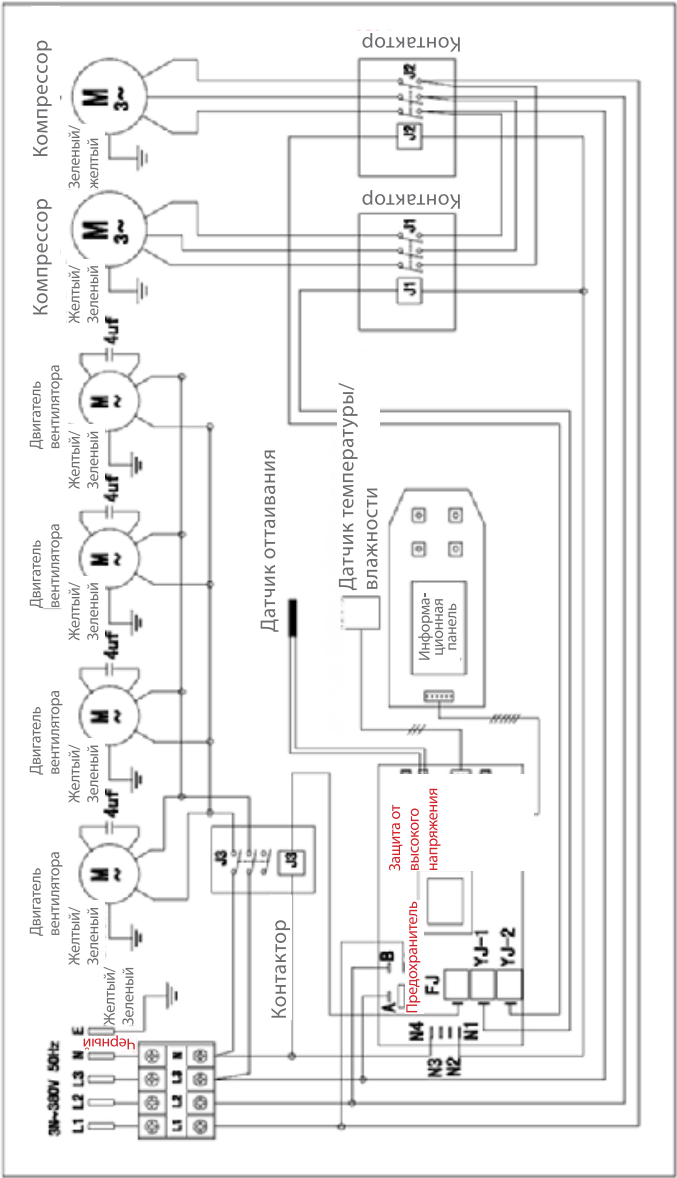 Компрессор
M
3~
Зеленый/
желтый
Контактор
J2
J2
Компрессор
M
3~
Желтый/
Зеленый
Контактор
J1
J1
4uf
Двигатель
вентилятора
M
~
Желтый/
Зеленый
4uf
Двигатель
вентилятора
M
~
Желтый/
Зеленый
4uf
Двигатель
вентилятора
M
~
Желтый/
Зеленый
4uf
Двигатель
вентилятора
M
~
Желтый/
Зеленый
Датчик оттаивания
Датчик температуры/
влажности
Информа-
ционная
панель
J3
J3
Контактор
Защита от
высокого
напряжения
Предохранитель
A
B
FJ
YJ-1
YJ-2
N4
N3
N2
N1
Желтый/
Зеленый
Черный
3N~380V 50Hz
L1 L2 L3 N E
L1 L2 L3 N